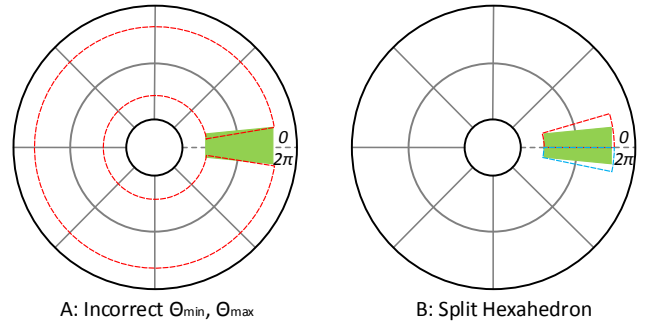 0
2π
0
2π
A: Incorrect Θmin, Θmax
B: Split Hexahedron